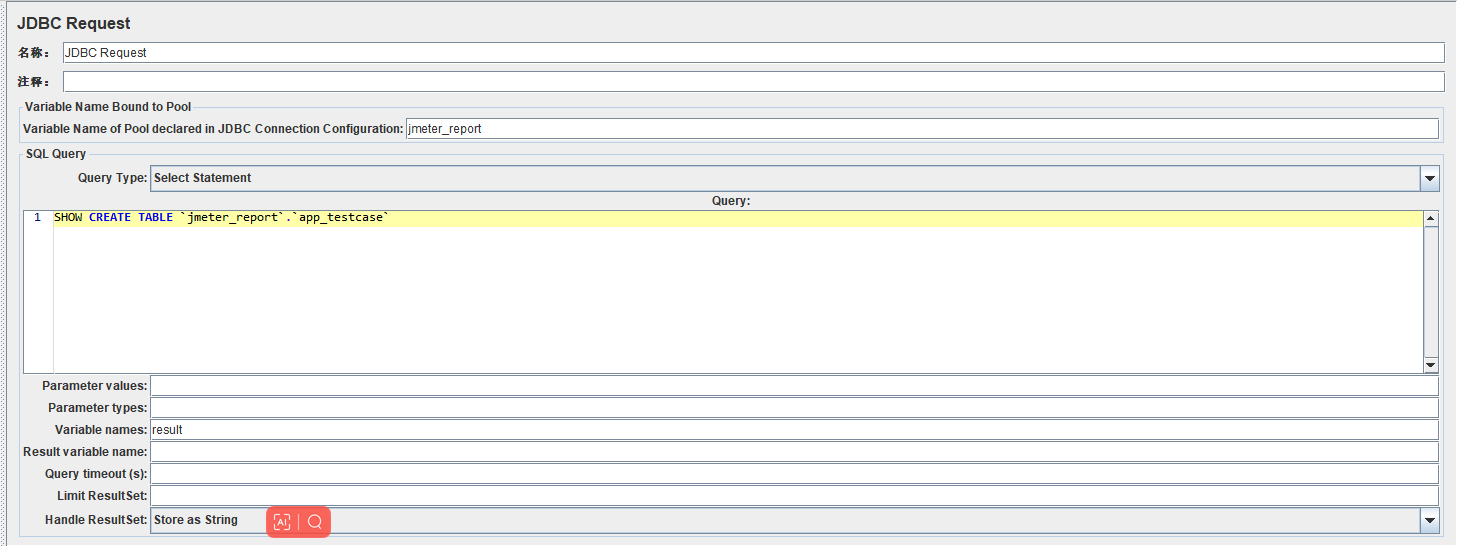 JDBC Request
名称： JDBC Request
注释：
Variable Name Bound to Pool
Variable Name of Pool declared in JDBC Connection Configuration: jmeter_report
SQL Query
Query Type: Select Statement
Query:
1 SHOW CREATE TABLE `jmeter_report`.`app_testcase`
Parameter values:
Parameter types:
Variable names: result
Result variable name:
Query timeout (s):
Limit ResultSet:
Handle ResultSet: Store as String AI